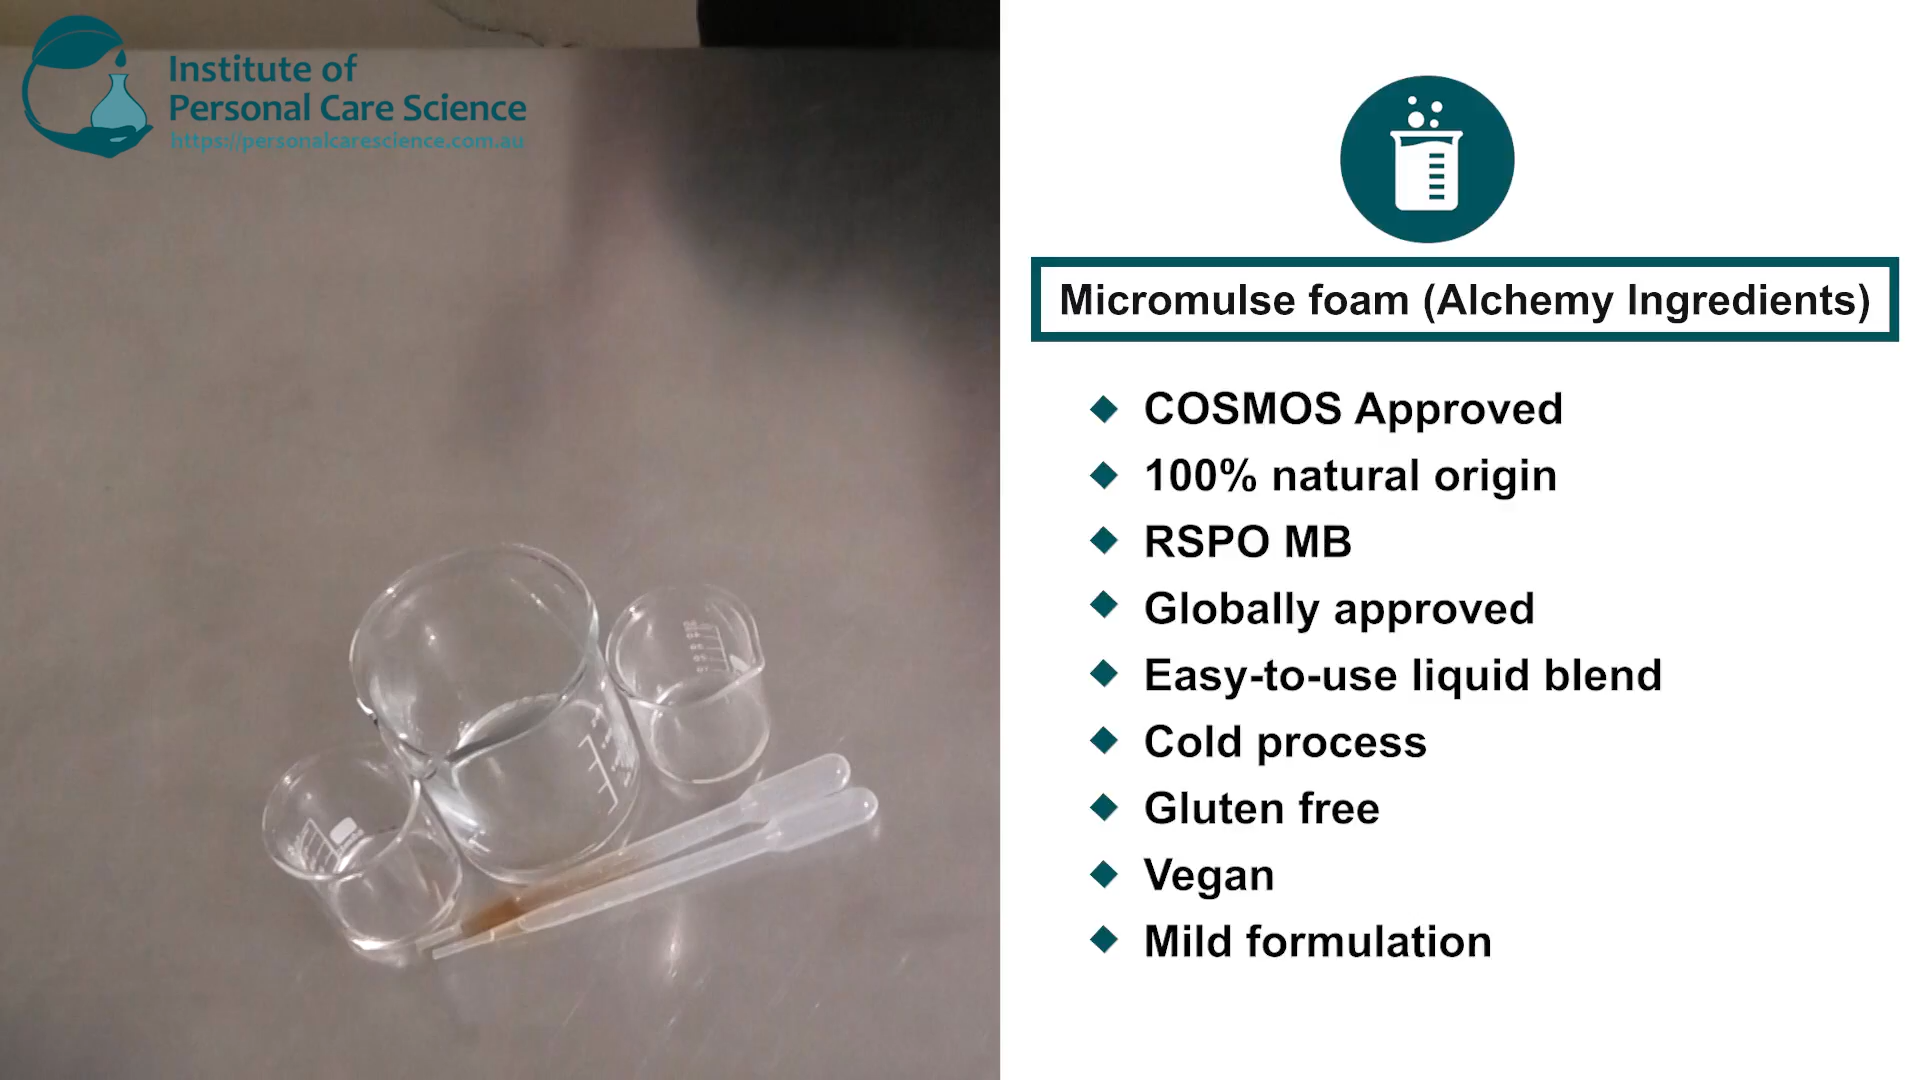 Institute of
Personal Care Science
https://personalcarescience.com.au
Micromulse foam (Alchemy Ingredients)
COSMOS Approved
100% natural origin
RSPO MB
Globally approved
Easy-to-use liquid blend
Cold process
Gluten free
Vegan
Mild formulation